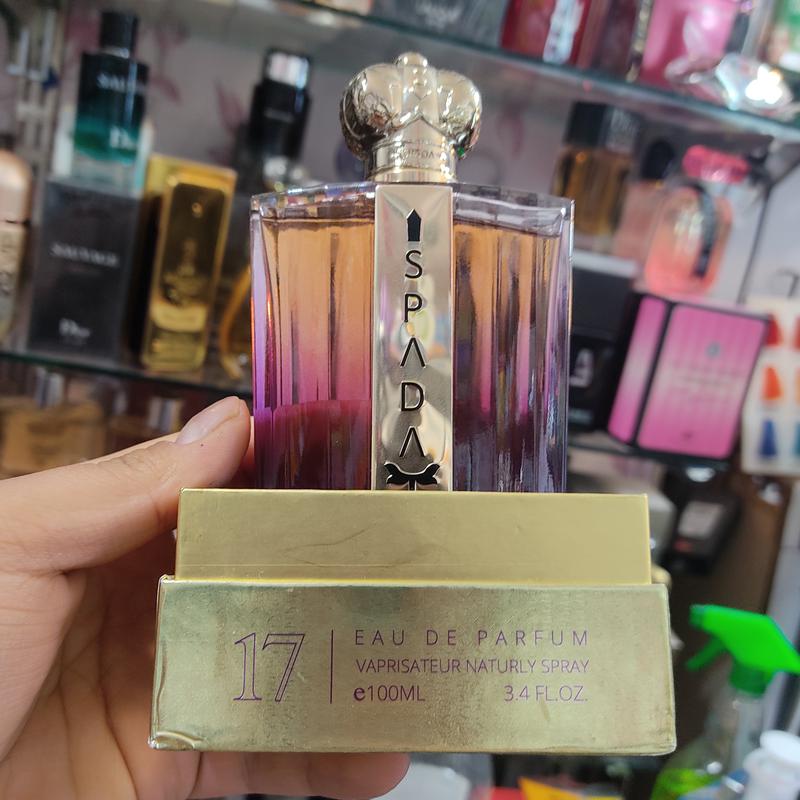 SPADA
17
EAU DE PARFUM
VAPRISATEUR NATURLY SPRAY
e100ML 3.4 FL.OZ.
SAUVAGE
Dior